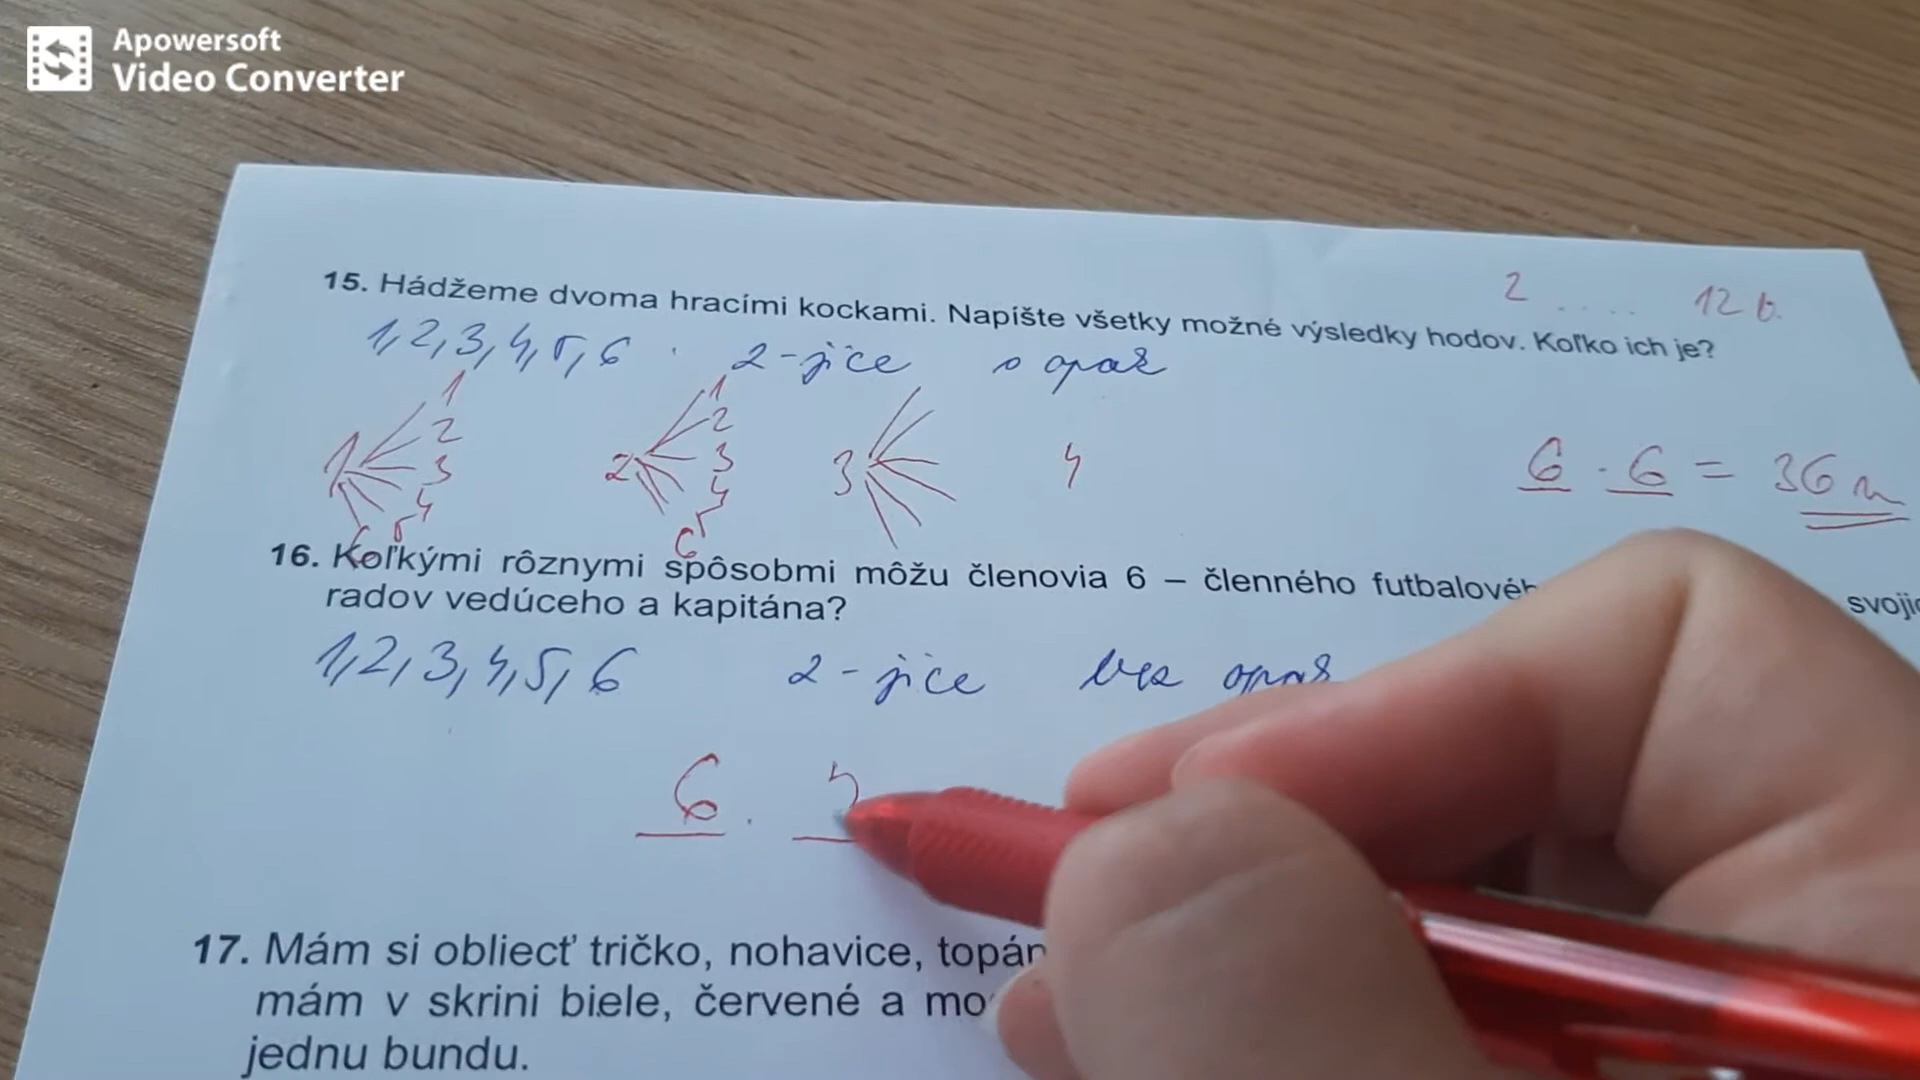 Apowersoft
Video Converter
2 ..... 12 b.
15. Hádžeme dvoma hracími kockami. Napíšte všetky možné výsledky hodov. Koľko ich je?
1, 2, 3, 4, 5, 6 2-jice s opak
1 1 2 3 4 5 6
2 1 2 3 4 5 6
3
4
6 · 6 = 36 m
16. Koľkými rôznymi spôsobmi môžu členovia 6 – členného futbalové svoji
radov vedúceho a kapitána?
1, 2, 3, 4, 5, 6 2-jice bez opak
6 ·
17. Mám si obliecť tričko, nohavice, topán
mám v skrini biele, červené a mo
jednu bundu.